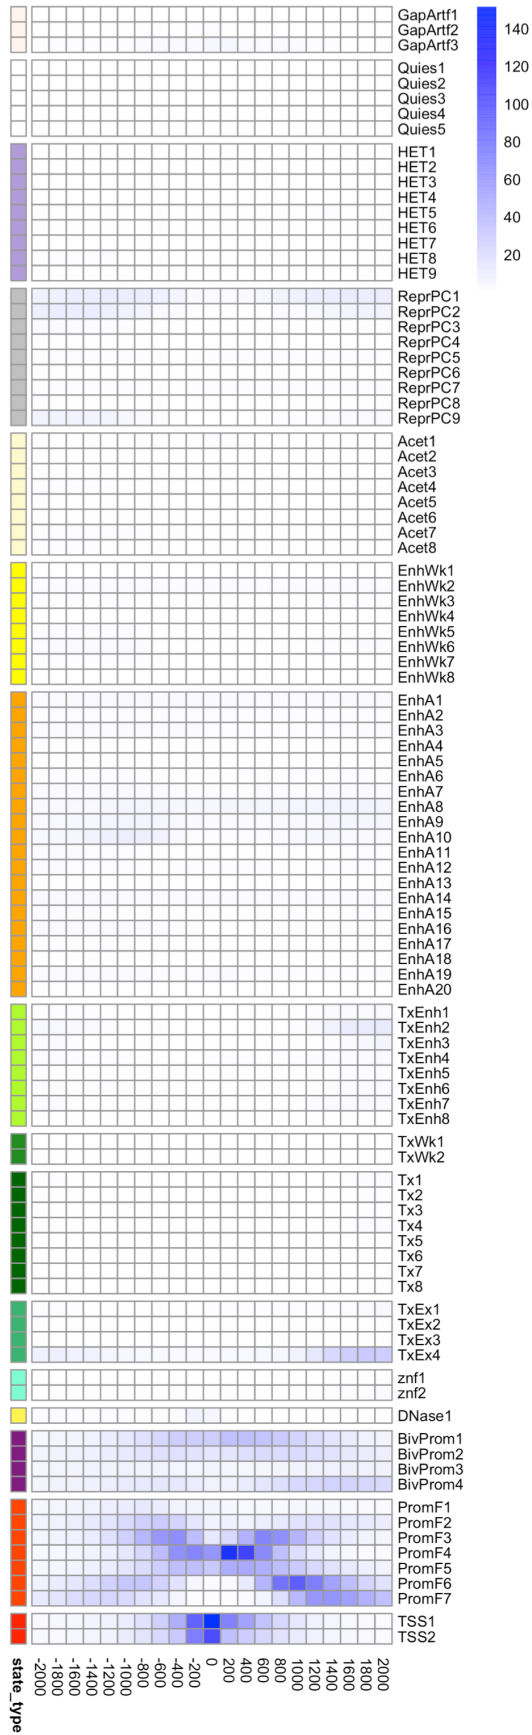 GapArtf1
GapArtf2
GapArtf3
Quies1
Quies2
Quies3
Quies4
Quies5
HET1
HET2
HET3
HET4
HET5
HET6
HET7
HET8
HET9
ReprPC1
ReprPC2
ReprPC3
ReprPC4
ReprPC5
ReprPC6
ReprPC7
ReprPC8
ReprPC9
Acet1
Acet2
Acet3
Acet4
Acet5
Acet6
Acet7
Acet8
EnhWk1
EnhWk2
EnhWk3
EnhWk4
EnhWk5
EnhWk6
EnhWk7
EnhWk8
EnhA1
EnhA2
EnhA3
EnhA4
EnhA5
EnhA6
EnhA7
EnhA8
EnhA9
EnhA10
EnhA11
EnhA12
EnhA13
EnhA14
EnhA15
EnhA16
EnhA17
EnhA18
EnhA19
EnhA20
TxEnh1
TxEnh2
TxEnh3
TxEnh4
TxEnh5
TxEnh6
TxEnh7
TxEnh8
TxWk1
TxWk2
Tx1
Tx2
Tx3
Tx4
Tx5
Tx6
Tx7
Tx8
TxEx1
TxEx2
TxEx3
TxEx4
znf1
znf2
DNase1
BivProm1
BivProm2
BivProm3
BivProm4
PromF1
PromF2
PromF3
PromF4
PromF5
PromF6
PromF7
TSS1
TSS2
140
120
100
80
60
40
20
state_type
-2000
-1800
-1600
-1400
-1200
-1000
-800
-600
-400
-200
0
200
400
600
800
1000
1200
1400
1600
1800
2000